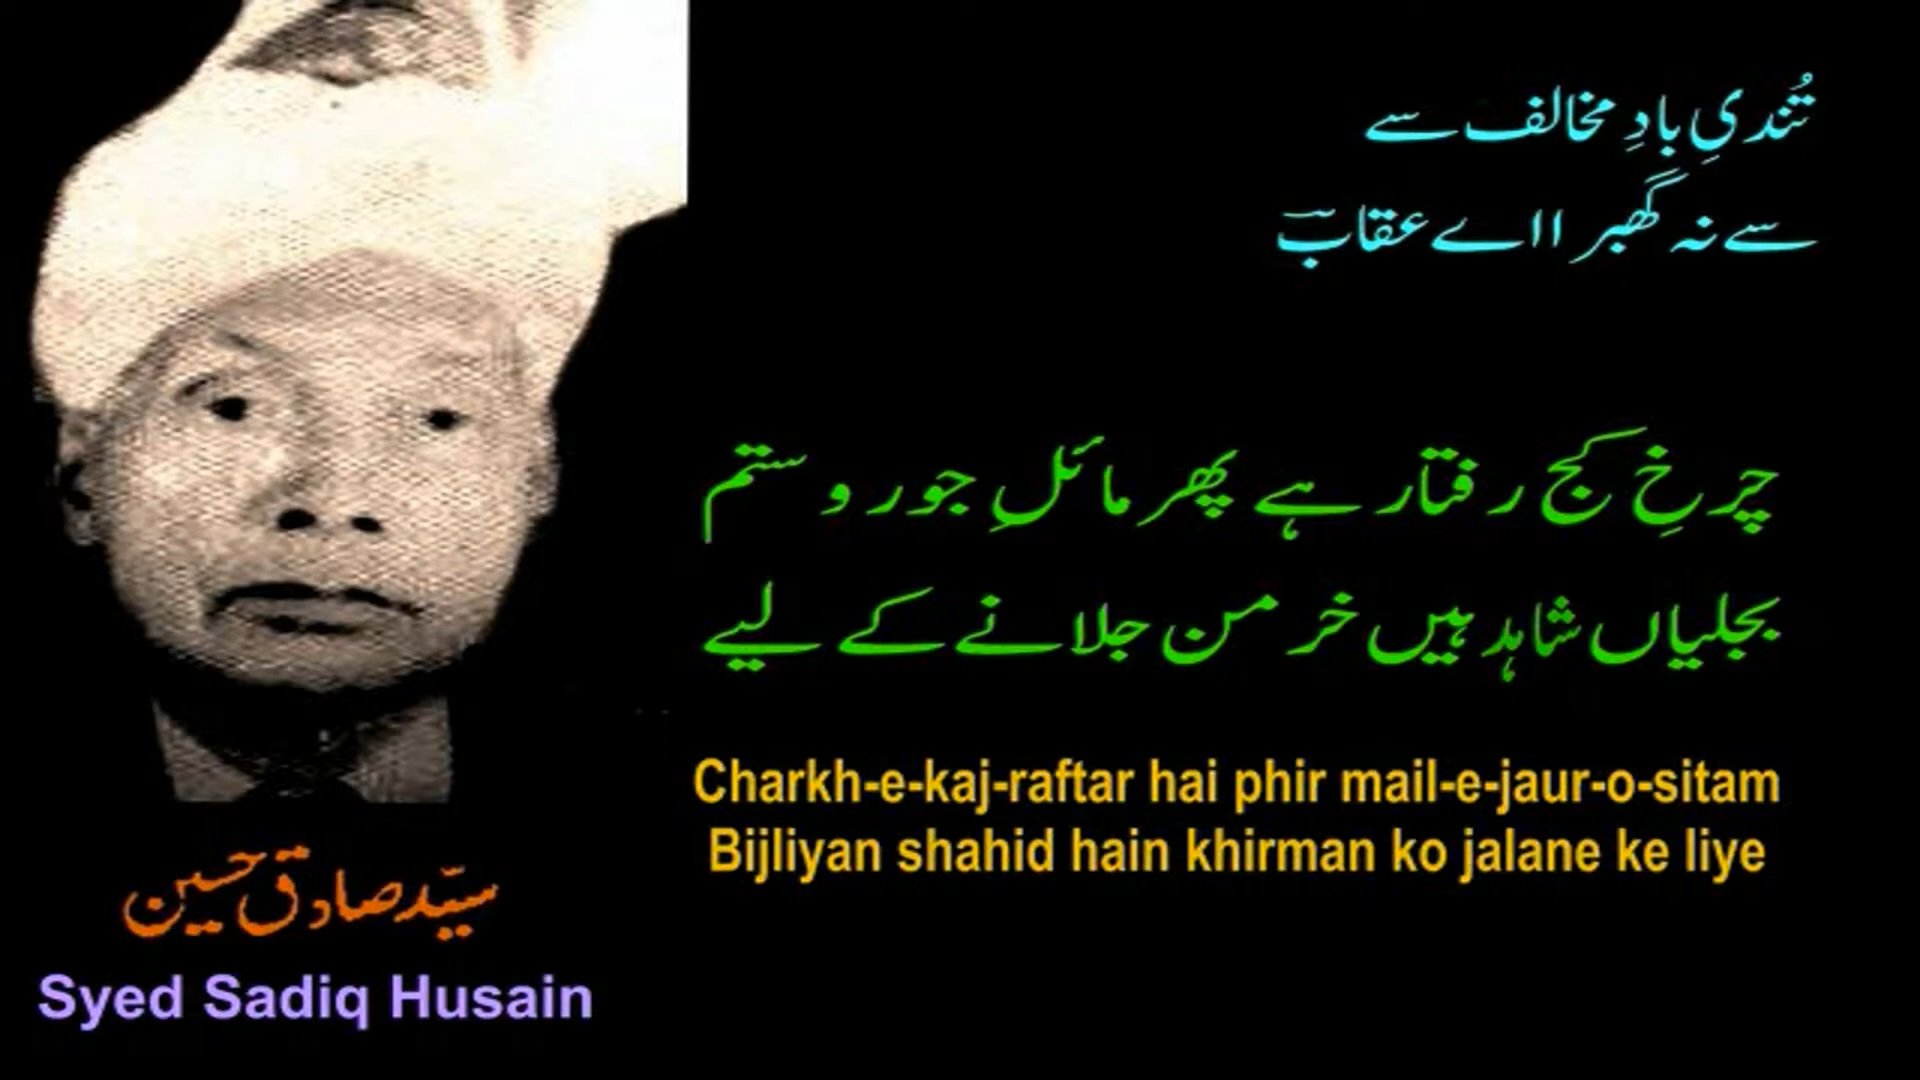 تُندیِ بادِ مخالف سے
سے نہ گھبرا اے عقابؔ
چرخِ کج رفتار ہے پھر مائلِ جور و ستم
بجلیاں شاہد ہیں خرمن جلانے کے لیے
Charkh-e-kaj-raftar hai phir mail-e-jaur-o-sitam
Bijliyan shahid hain khirman ko jalane ke liye
سیّد صادق حسین
Syed Sadiq Husain